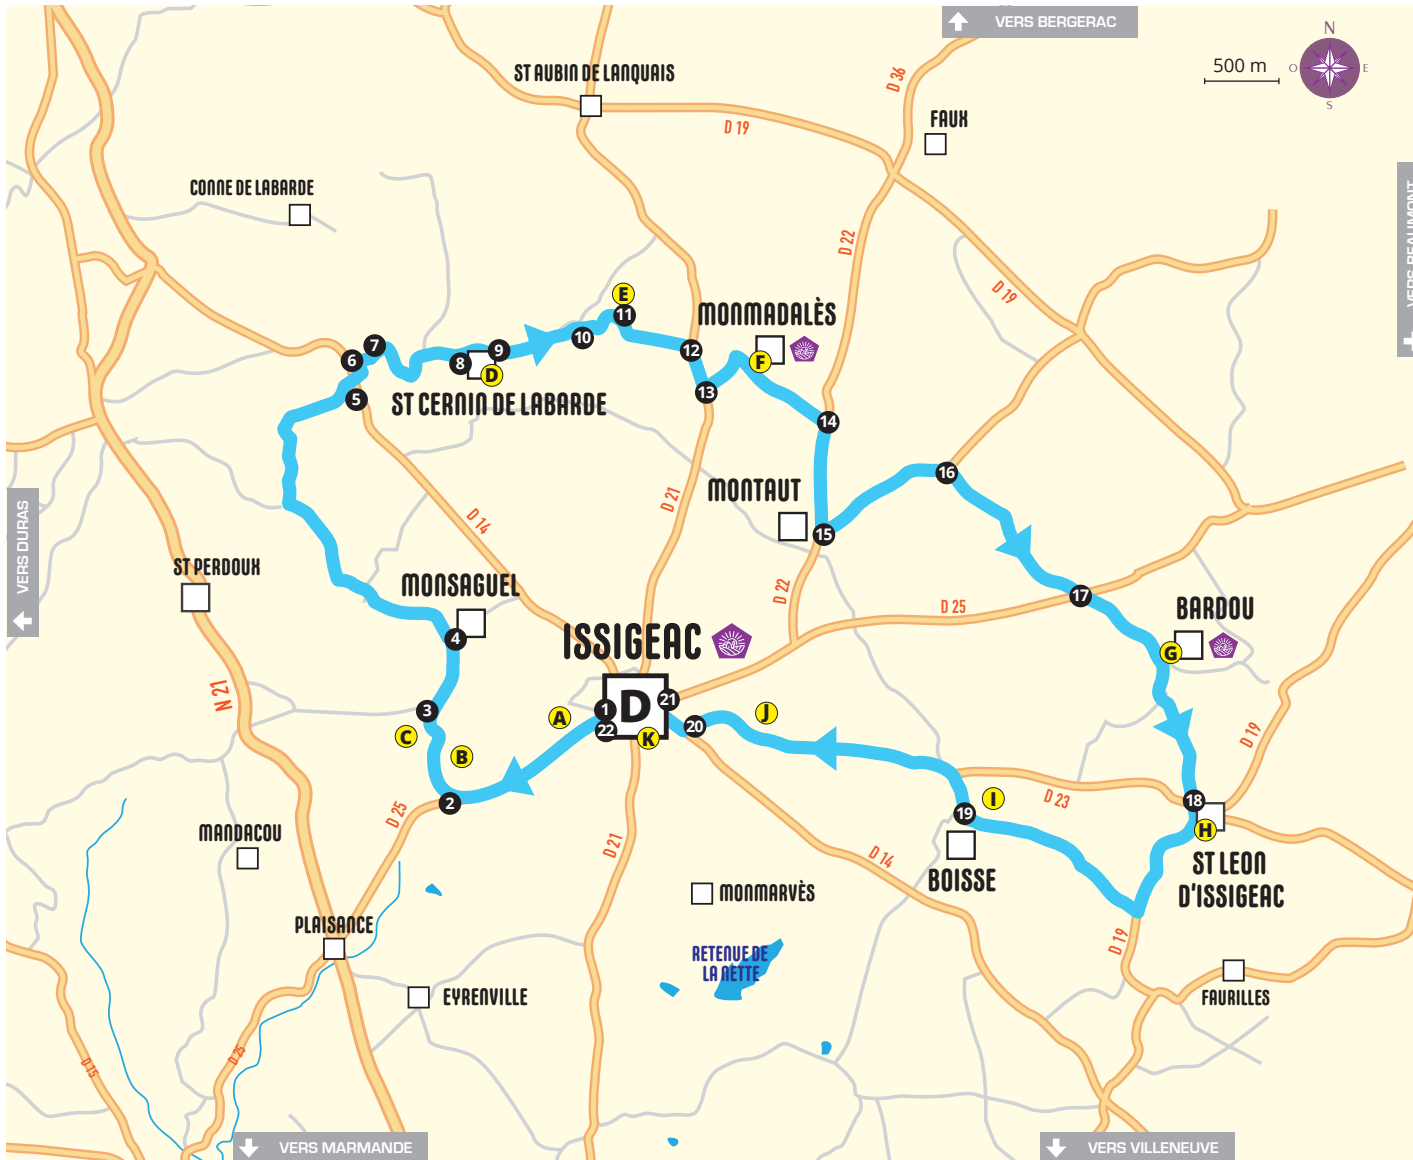 VERS BERGERAC
N
500 m
O
E
S
ST AUBIN DE LANQUAIS
D 36
D 19
FAUX
CONNE DE LABARDE
VERS BEAUMONT
D 22
D 19
E
11
MONMADALÈS
7
6
10
9
8
D
12
F
5
13
ST CERNIN DE LABARDE
14
16
MONTAUT
D 21
D 14
15
VERS DURAS
ST PERDOUX
MONSAGUEL
D 22
17
D 25
BARDOU
4
ISSIGEAC
G
N 21
D
21
1
3
A
J
20
22
K
C
B
D 19
2
D 25
D 23
I
18
19
H
MANDACOU
D 21
D 14
BOISSE
ST LEON
D'ISSIGEAC
MONMARVÈS
PLAISANCE
D 19
RETENUE DE
LA NETTE
EYRENVILLE
FAURILLES
D 25
D 15
VERS MARMANDE
VERS VILLENEUVE